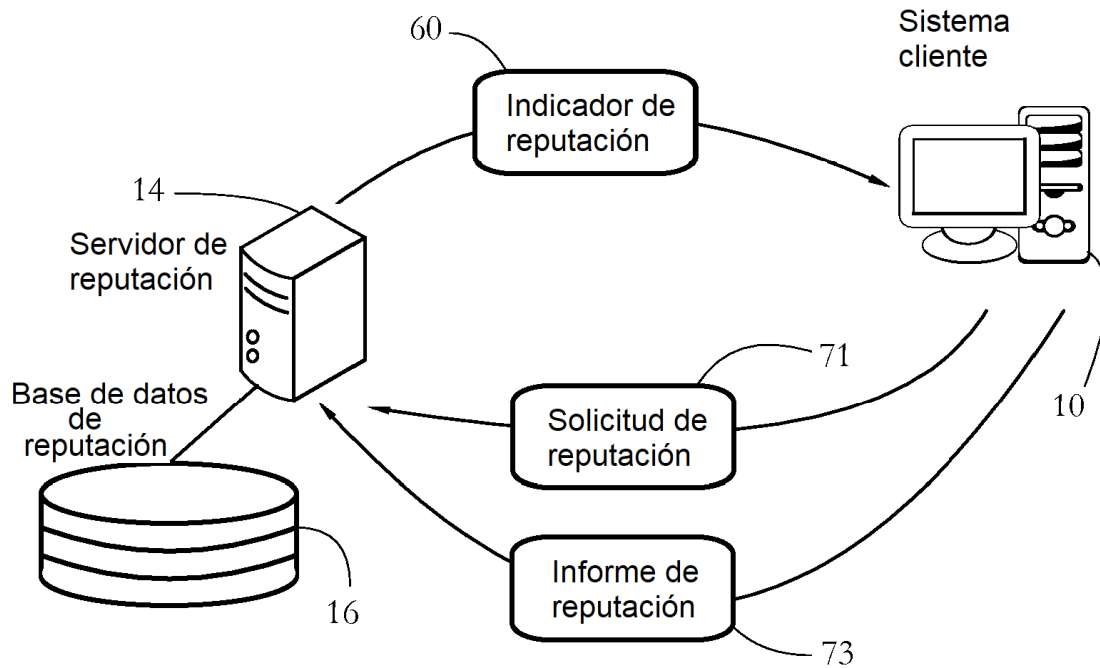 60
Sistema
cliente
Indicador de
reputación
14
Servidor de
reputación
71
Base de datos
de
reputación
Solicitud de
reputación
10
Informe de
reputación
16
73